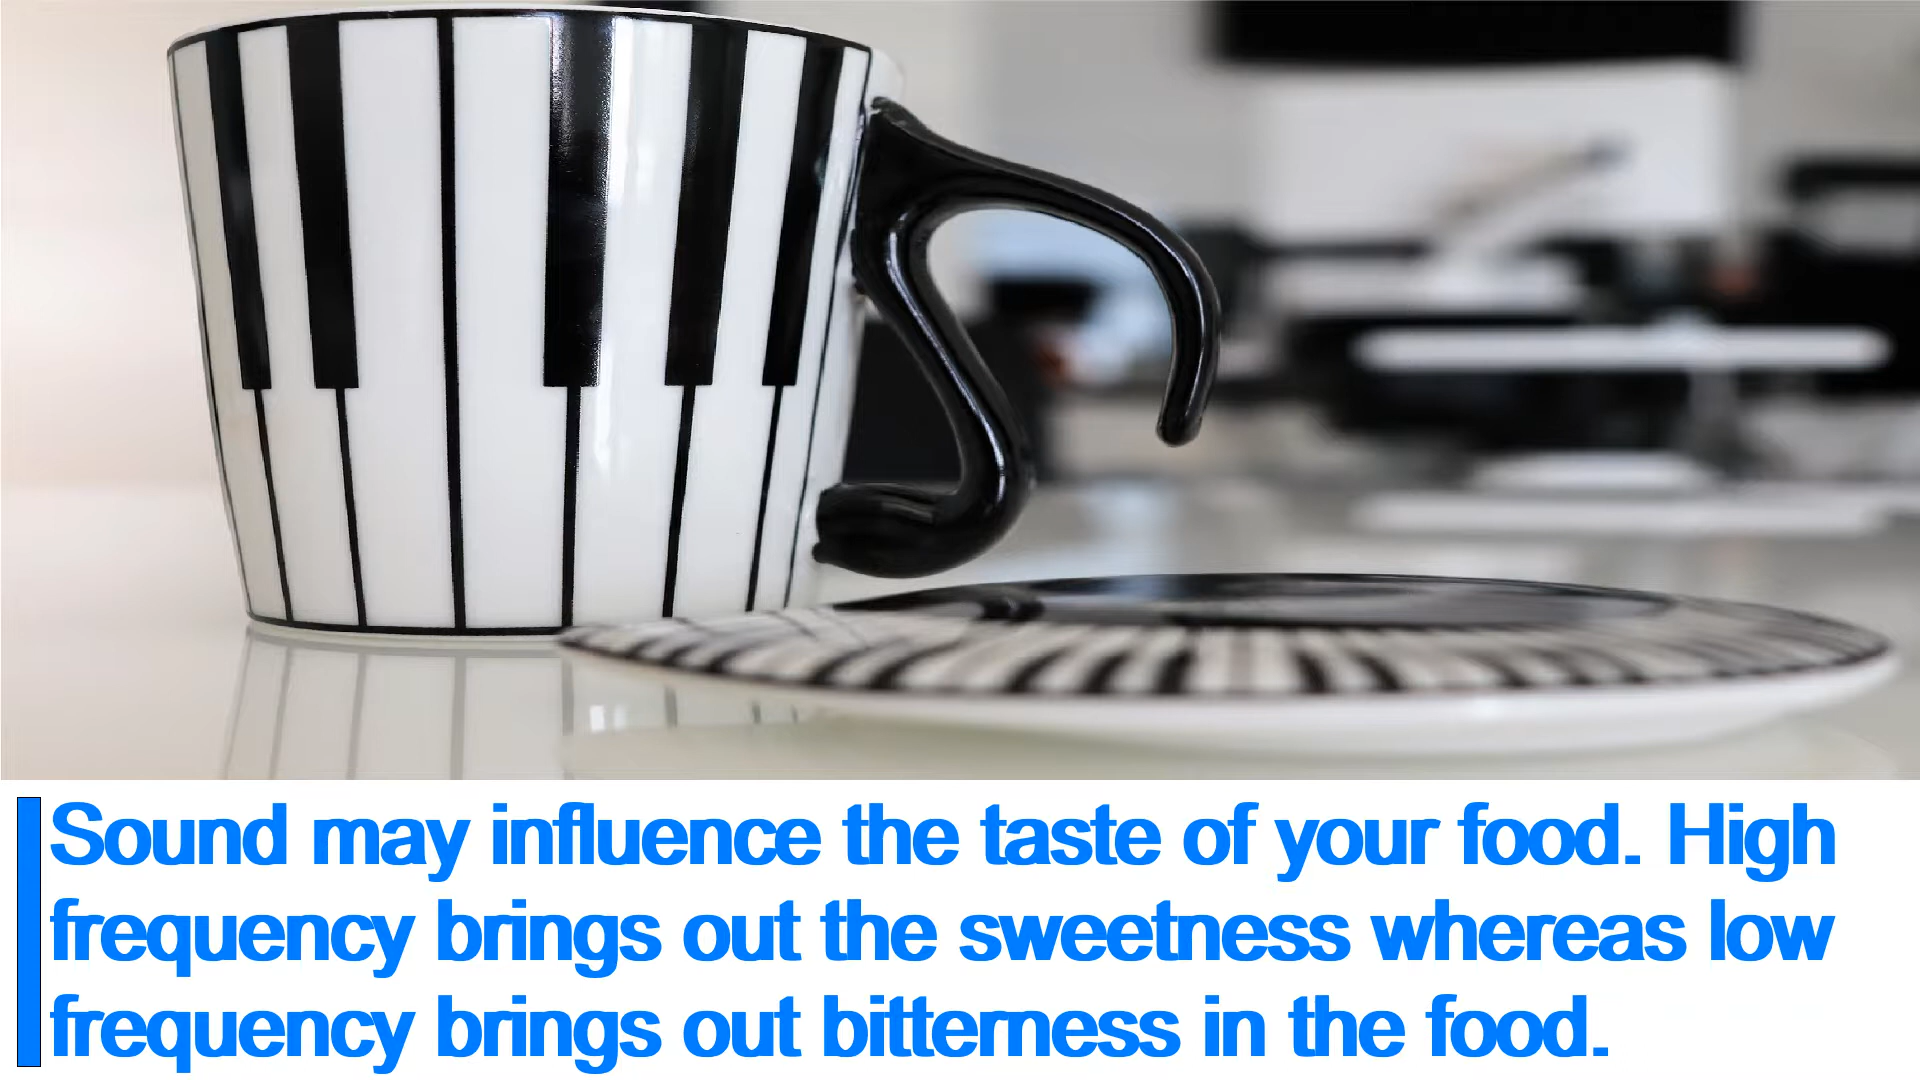 Sound may influence the taste of your food. High
frequency brings out the sweetness whereas low
frequency brings out bitterness in the food.